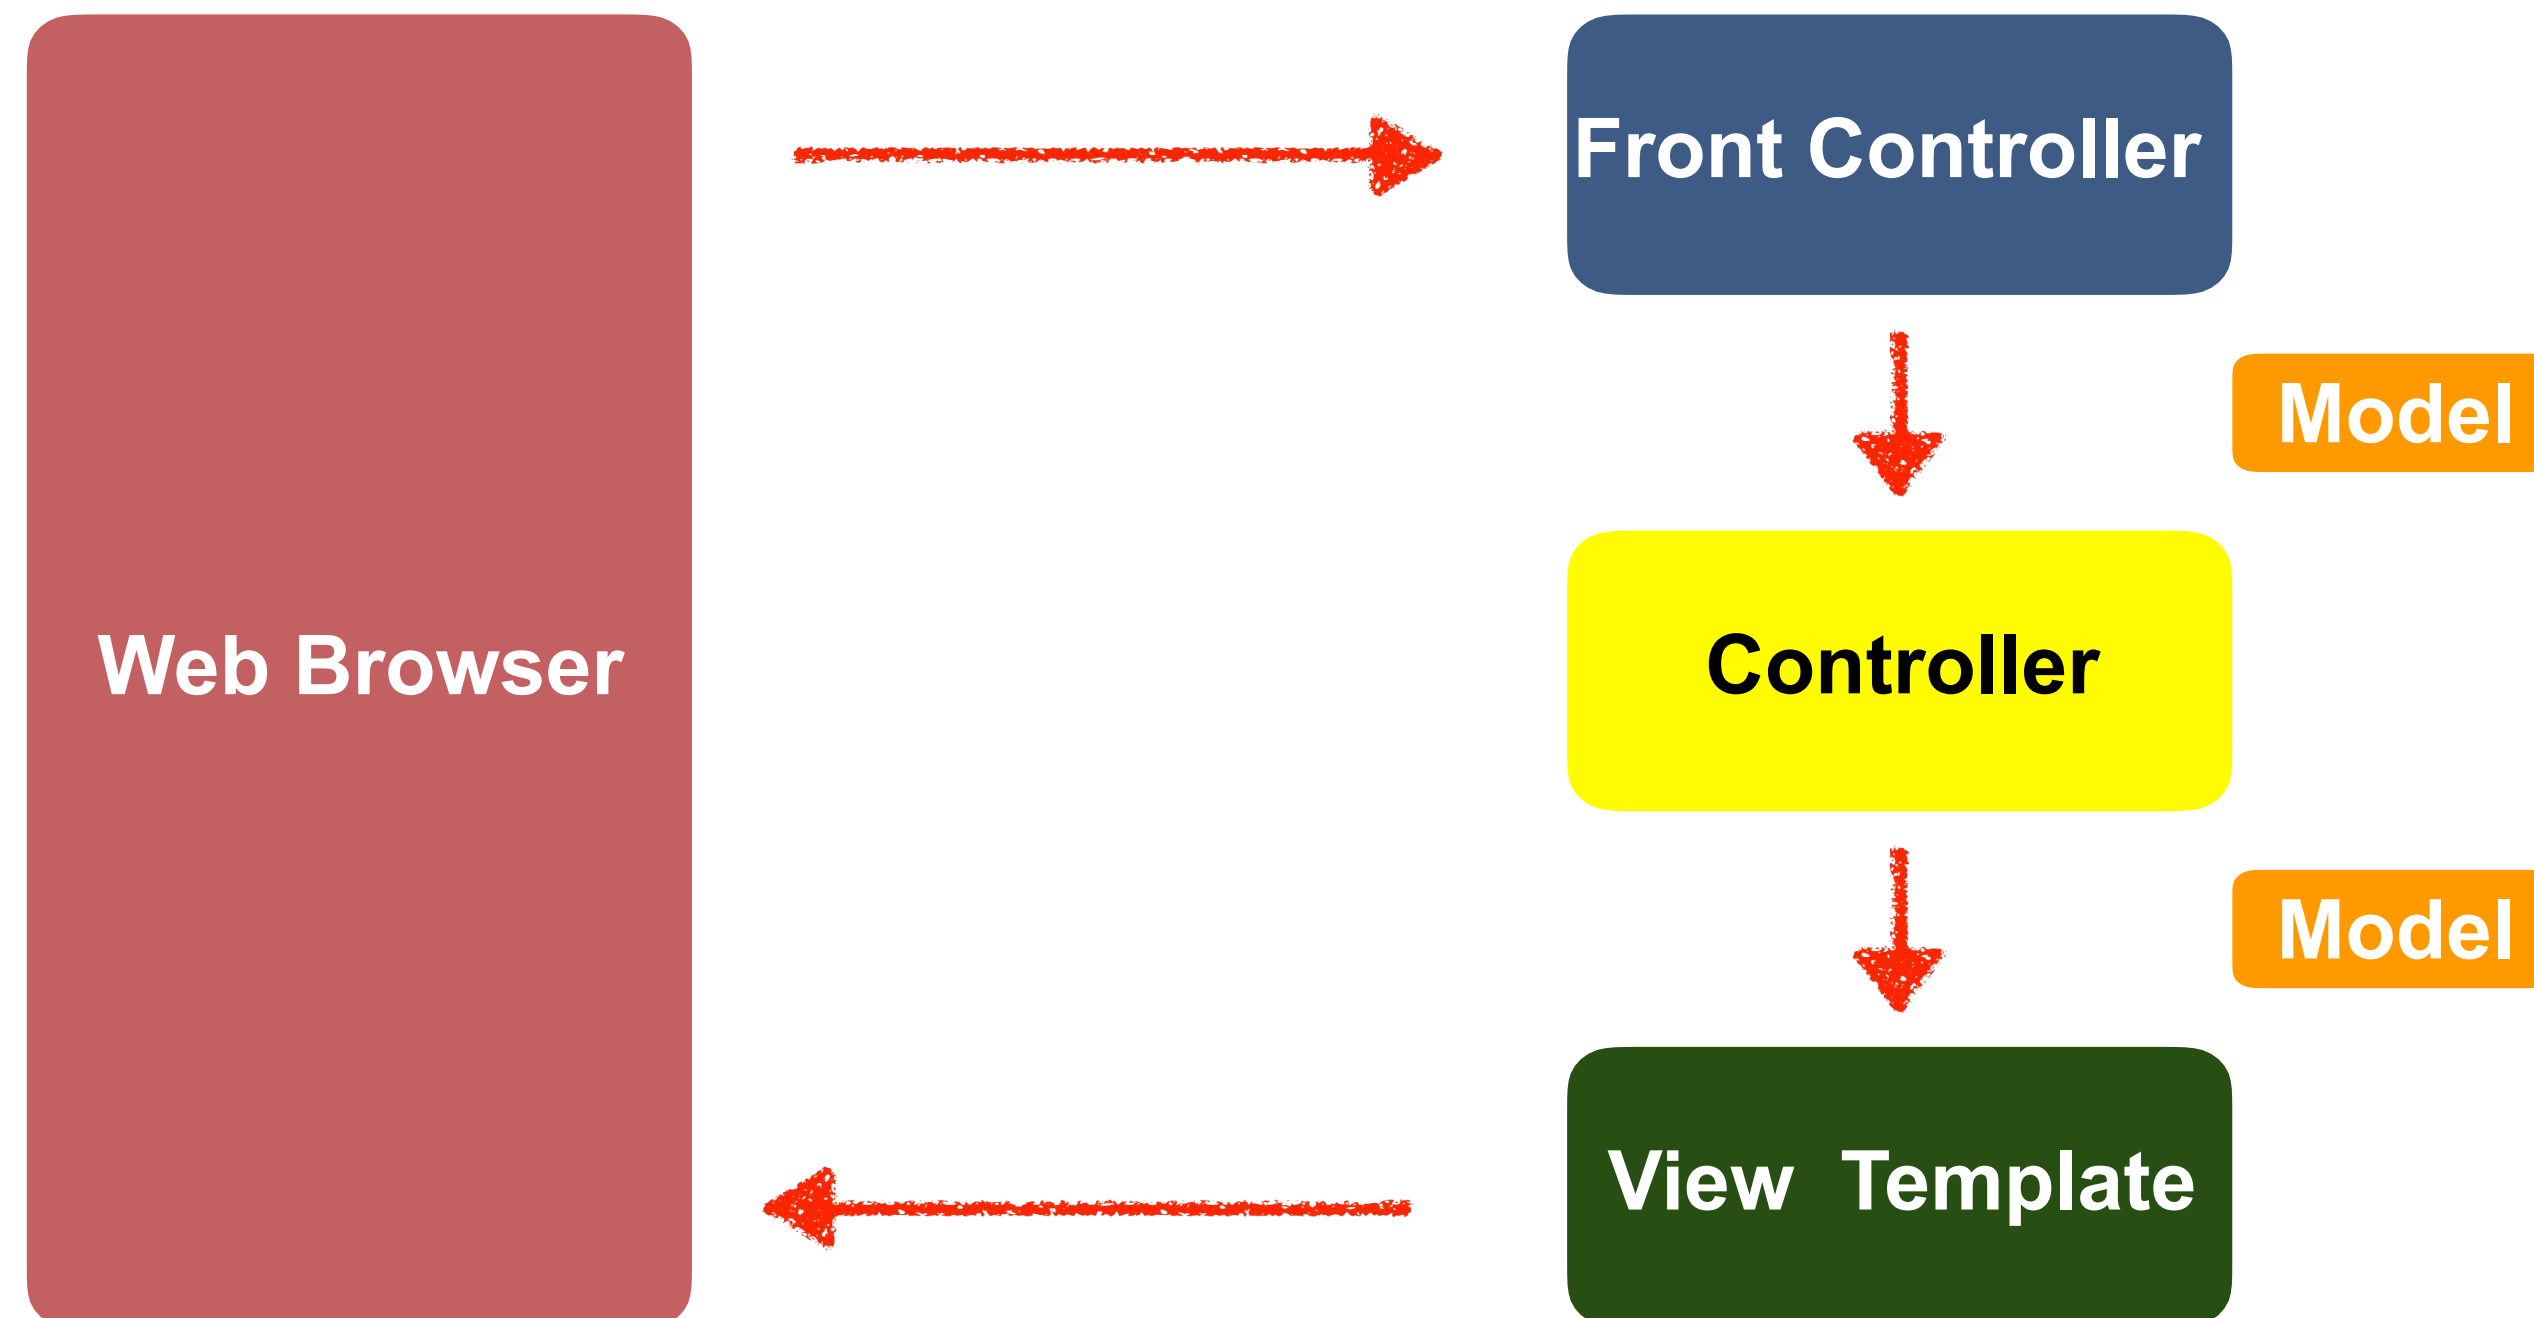 Front Controller
Model
Web Browser
Controller
Model
View Template